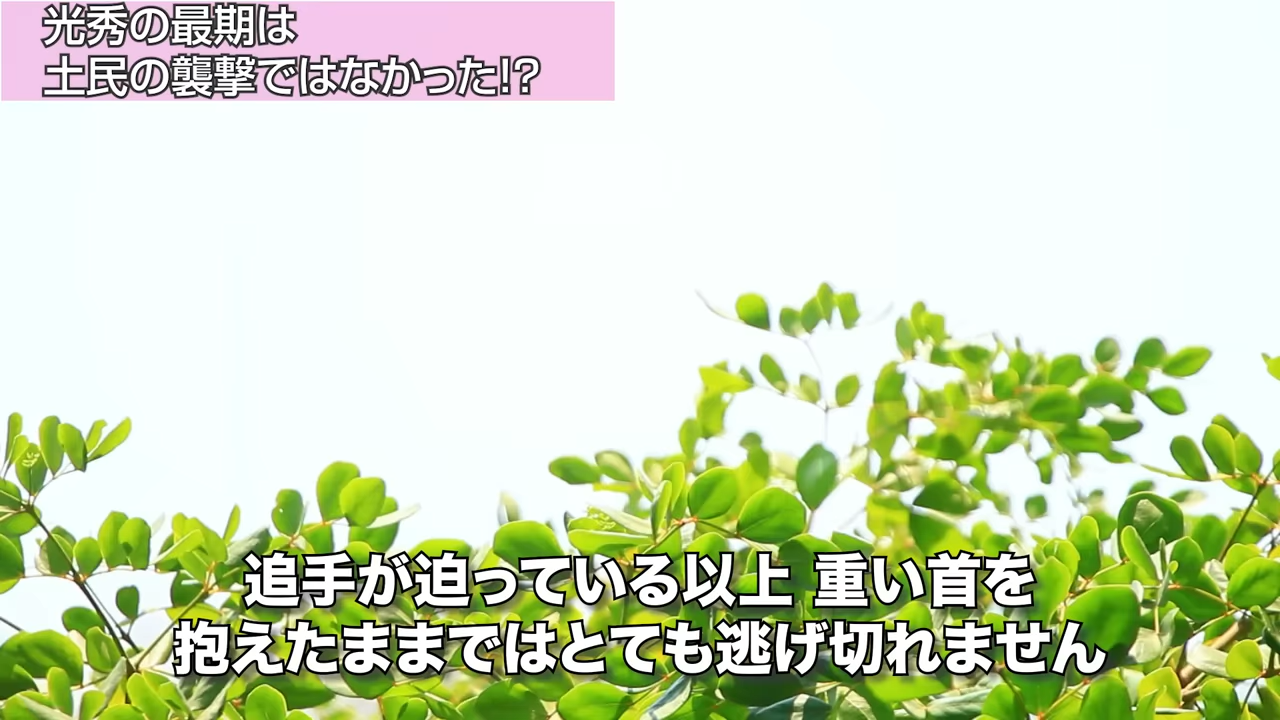 光秀の最期は
土民の襲撃ではなかった!?
追手が迫っている以上 重い首を
抱えたままではとても逃げ切れません